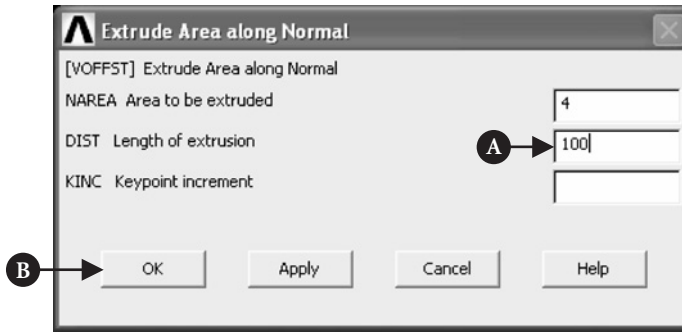 Extrude Area along Normal
[VOFFST] Extrude Area along Normal
NAREA Area to be extruded 4
DIST Length of extrusion A 100
KINC Keypoint increment
B OK Apply Cancel Help